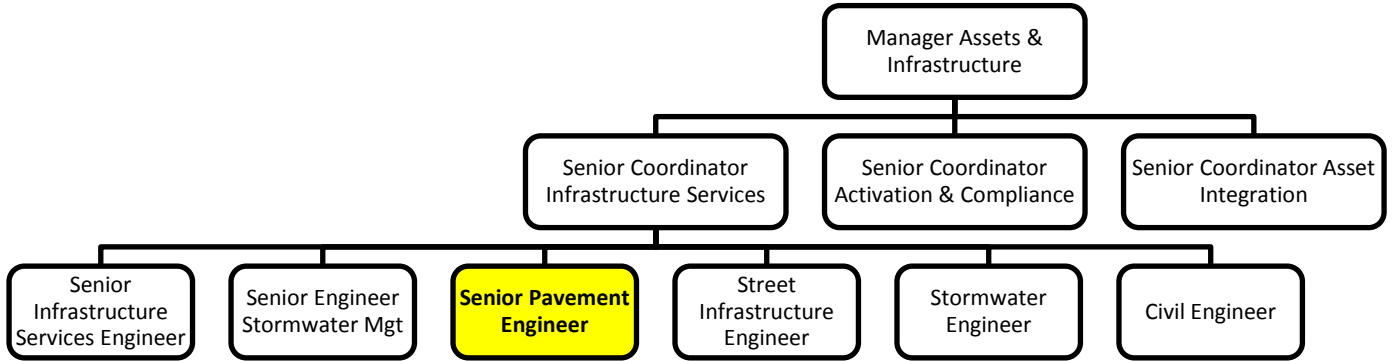 Manager Assets &
Infrastructure
Senior Coordinator
Infrastructure Services
Senior Coordinator
Activation & Compliance
Senior Coordinator Asset
Integration
Senior
Infrastructure
Services Engineer
Senior Engineer
Stormwater Mgt
Senior Pavement
Engineer
Street
Infrastructure
Engineer
Stormwater
Engineer
Civil Engineer